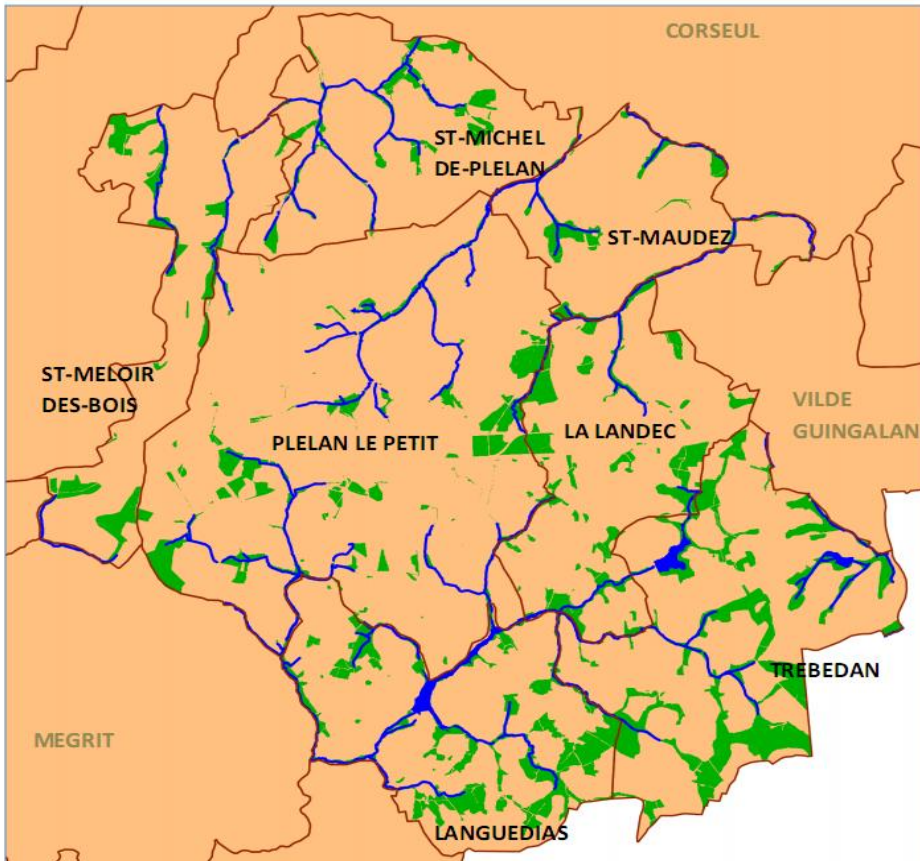 CORSEUL
ST-MICHEL
DE-PLELAN
ST-MAUDEZ
ST-MELOIR
DES-BOIS
VILDE
GUINGALAN
PLELAN LE PETIT
LA LANDEC
TREBEDAN
MEGRIT
LANGUEDIAS